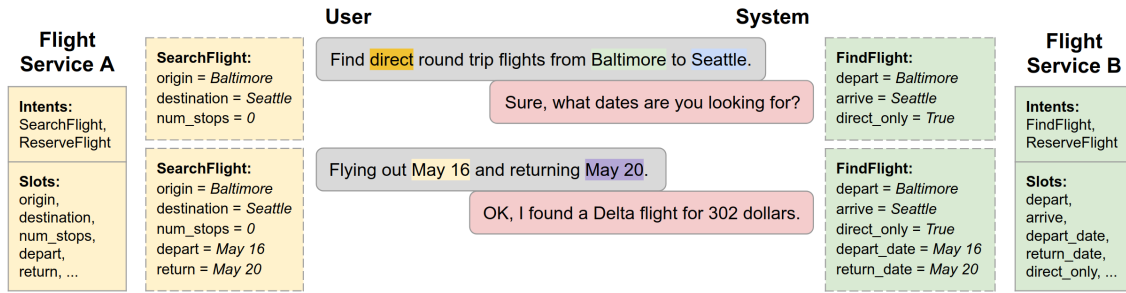 User
System
Flight
Service A
Intents:
SearchFlight,
ReserveFlight
Slots:
origin,
destination,
num_stops,
depart,
return, ...
SearchFlight:
origin = Baltimore
destination = Seattle
num_stops = 0
SearchFlight:
origin = Baltimore
destination = Seattle
num_stops = 0
depart = May 16
return = May 20
Find direct round trip flights from Baltimore to Seattle.
Sure, what dates are you looking for?
Flying out May 16 and returning May 20.
OK, I found a Delta flight for 302 dollars.
FindFlight:
depart = Baltimore
arrive = Seattle
direct_only = True
FindFlight:
depart = Baltimore
arrive = Seattle
direct_only = True
depart_date = May 16
return_date = May 20
Flight
Service B
Intents:
FindFlight,
ReserveFlight
Slots:
depart,
arrive,
depart_date,
return_date,
direct_only, ...